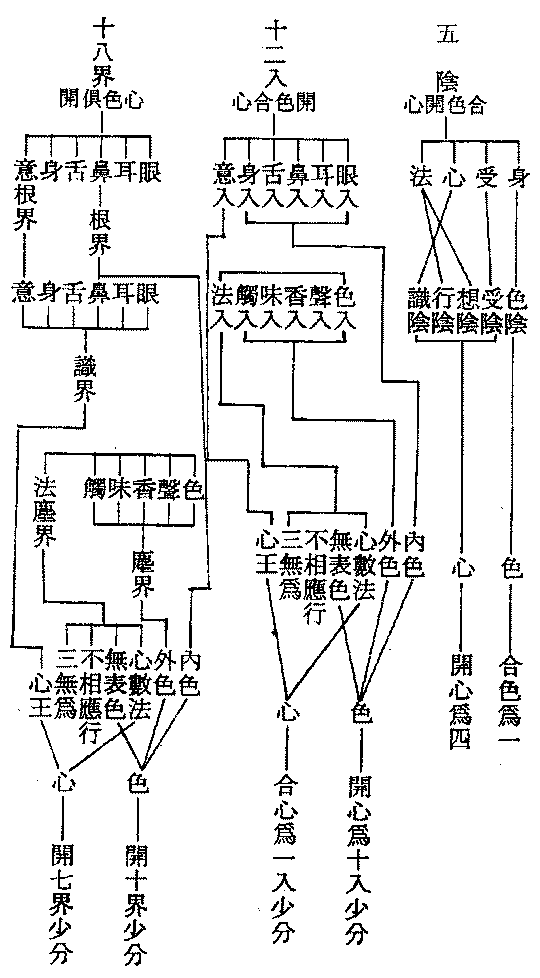 五陰
合色開心
身
受
心
法
色陰
受陰
想陰
行陰
識陰
色
心
合色為一
開心為四
十二入
開色合心
眼入
耳入
鼻入
舌入
身入
意入
色入
聲入
香入
味入
觸入
法入
內色
外色
心數法
無表色
不相應行
三無為
心王
色
心
開心為十入少分
合心為一入少分
十八界
心色俱開
眼
耳
鼻
舌
身
意根界
根界
眼
耳
鼻
舌
身
意
識界
色
聲
香
味
觸
法塵界
塵界
內色
外色
心數法
無表色
不相應行
三無為
心王
色
心
開十界少分
開七界少分